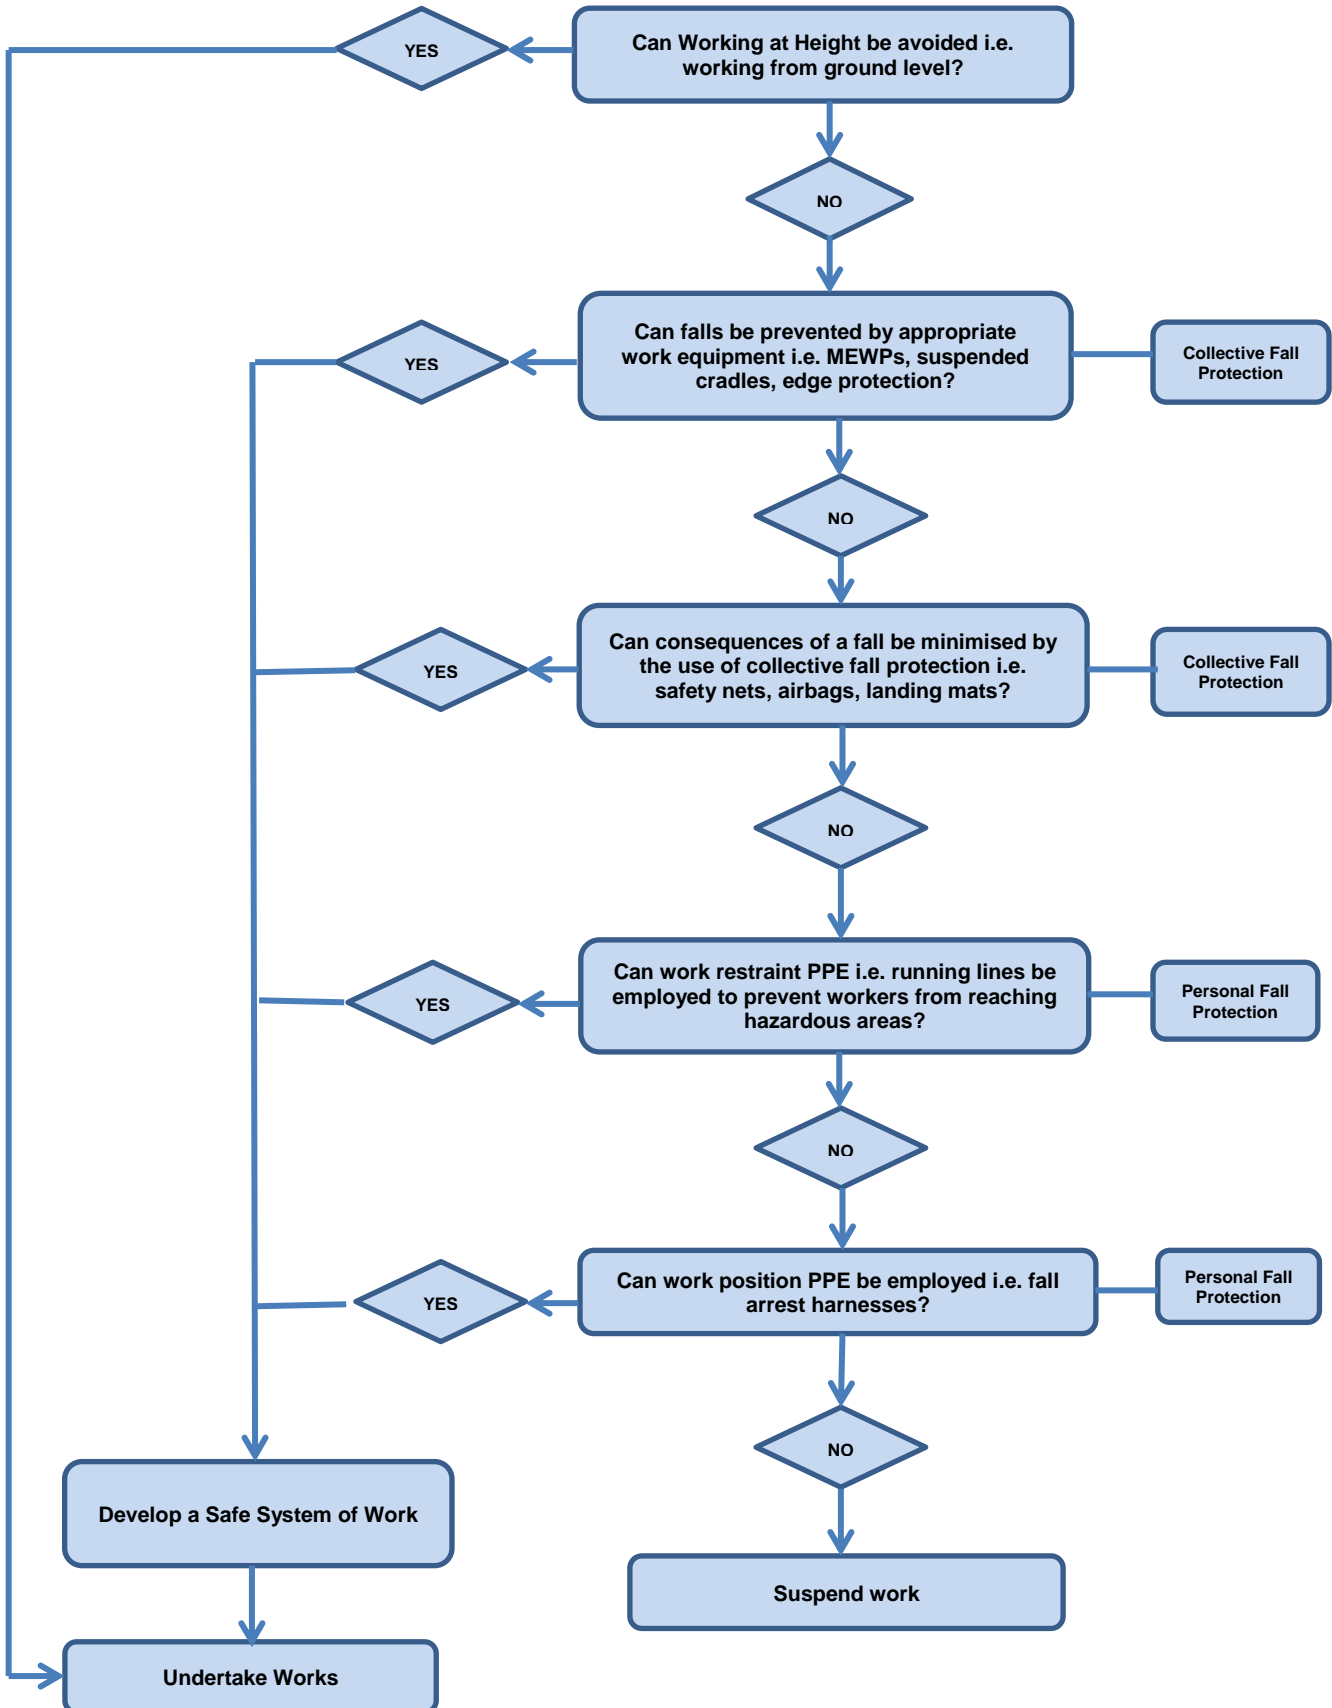 YES
Can Working at Height be avoided i.e.
working from ground level?
NO
YES
Can falls be prevented by appropriate
work equipment i.e. MEWPs, suspended
cradles, edge protection?
Collective Fall
Protection
NO
YES
Can consequences of a fall be minimised by
the use of collective fall protection i.e.
safety nets, airbags, landing mats?
Collective Fall
Protection
NO
YES
Can work restraint PPE i.e. running lines be
employed to prevent workers from reaching
hazardous areas?
Personal Fall
Protection
NO
YES
Can work position PPE be employed i.e. fall
arrest harnesses?
Personal Fall
Protection
NO
Develop a Safe System of Work
Suspend work
Undertake Works